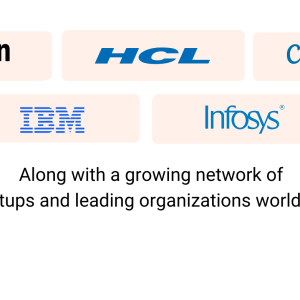 n HCL C
IBM Infosys®
Along with a growing network of
tups and leading organizations world